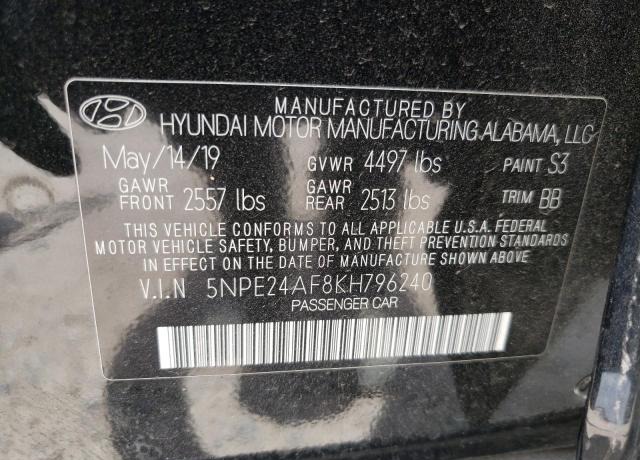 MANUFACTURED BY
HYUNDAI MOTOR MANUFACTURING ALABAMA, LLC
May/14/19 GVWR 4497 lbs PAINT S3
GAWR FRONT 2557 lbs GAWR REAR 2513 lbs TRIM BB
THIS VEHICLE CONFORMS TO ALL APPLICABLE U.S.A. FEDERAL
MOTOR VEHICLE SAFETY, BUMPER, AND THEFT PREVENTION STANDARDS
IN EFFECT ON THE DATE OF MANUFACTURE SHOWN ABOVE.
V.I.N 5NPE24AF8KH796240
PASSENGER CAR